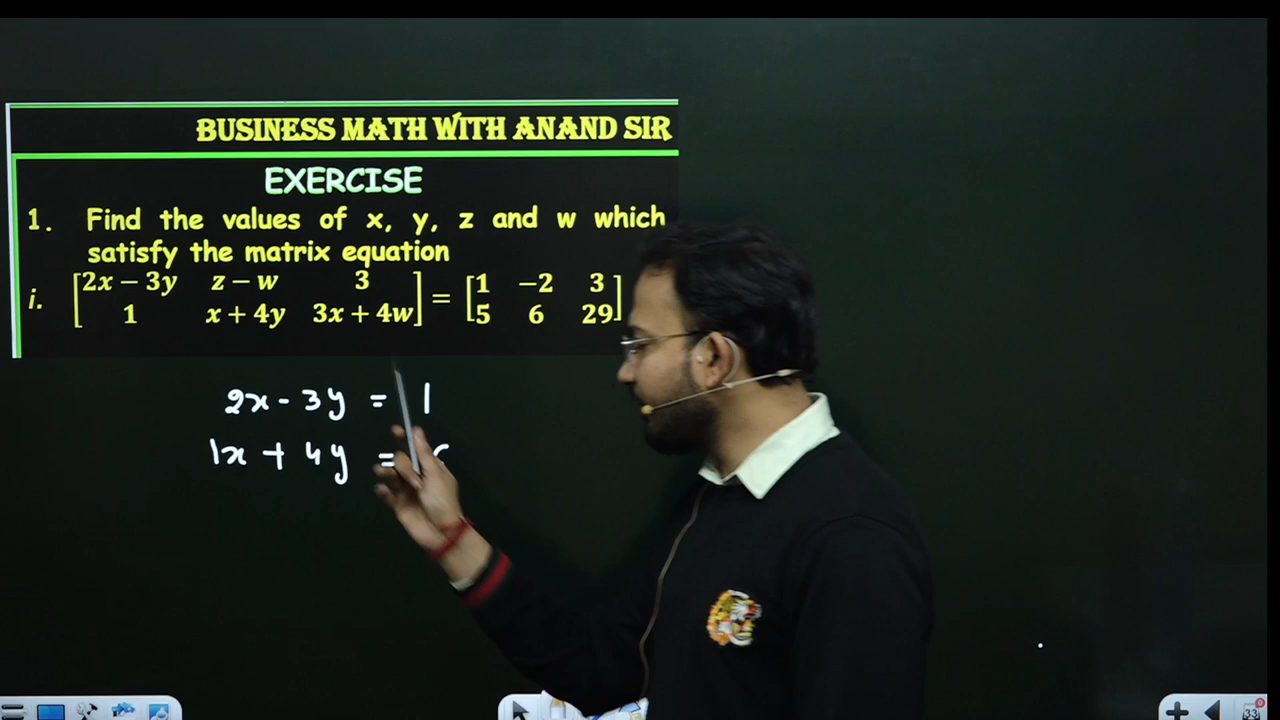 BUSINESS MATH WITH ANAND SIR
EXERCISE
1. Find the values of x, y, z and w which
satisfy the matrix equation
i. [2x − 3y z − w 3] = [1 −2 3]
[1 x + 4y 3x + 4w] [5 6 29]
2x - 3y = 1
1x + 4y =
33